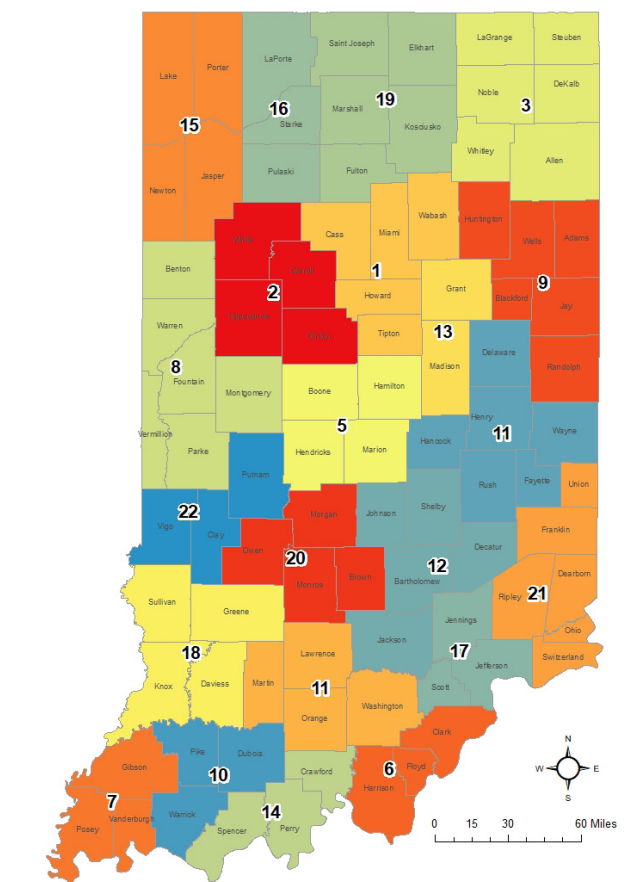 LaGrange Steuben
Saint Joseph Elkhart
LaPorte
Porter
Lake
DeKalb
Noble
3
19
16
Marshall
15
Starke
Kosciusko
Whitley
Allen
Pulaski Fulton
Jasper
Newton
Wabash
Huntington
Miami
Cass
White
Wells Adams
Benton
Carroll
1
9
Grant
2
Howard
Blackford
Jay
Tippecanoe
Warren
13
Tipton
Clinton
Delaware
8
Madison Randolph
Fountain
Hamilton
Boone
Montgomery
Henry
5
11
Wayne
Vermillion
Hancock
Marion
Parke
Hendricks
Putnam
Rush Fayette Union
22
Shelby
Morgan Johnson
Vigo
Clay
Franklin
Decatur
Owen
20
12
Dearborn
Brown
Bartholomew
Monroe
21
Ripley
Sullivan
Greene
Jennings
Ohio
Jackson
18
Lawrence
17
Switzerland
Jefferson
Knox Daviess Martin
11
Scott
Washington
Orange
Clark
Pike Dubois
Gibson
Crawford
Floyd
6
10
Harrison
7
14
Vanderburgh
Warrick
Posey
Spencer Perry
N
W E
S
0 15 30 60 Miles